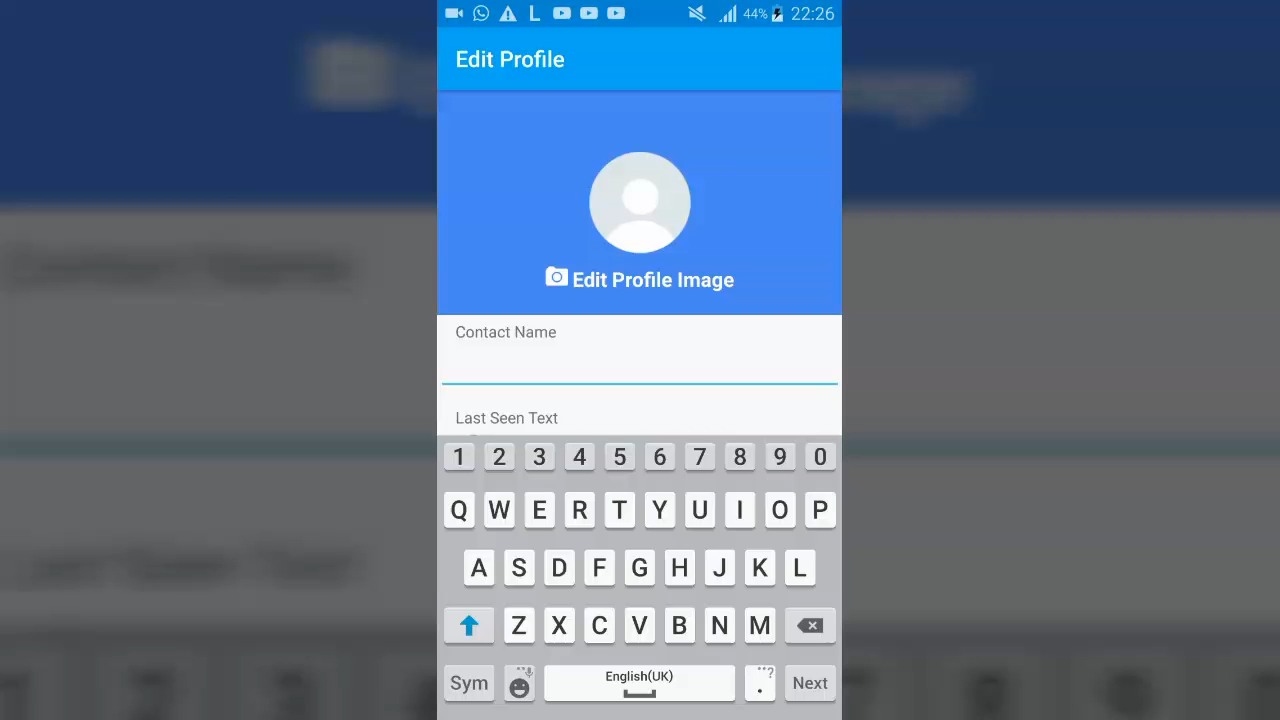 L 44% 22:26
Edit Profile
Edit Profile Image
Contact Name
Last Seen Text
1 2 3 4 5 6 7 8 9 0
Q W E R T Y U I O P
A S D F G H J K L
Z X C V B N M
Sym English(UK) . ..? Next